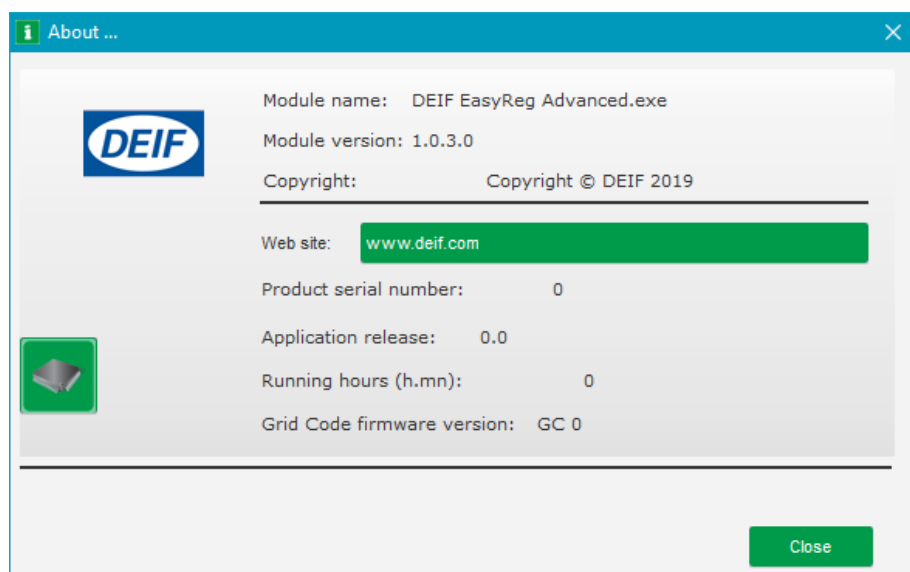 About ...
DEIF
Module name: DEIF EasyReg Advanced.exe
Module version: 1.0.3.0
Copyright: Copyright © DEIF 2019
Web site: www.deif.com
Product serial number: 0
Application release: 0.0
Running hours (h.mn): 0
Grid Code firmware version: GC 0
Close